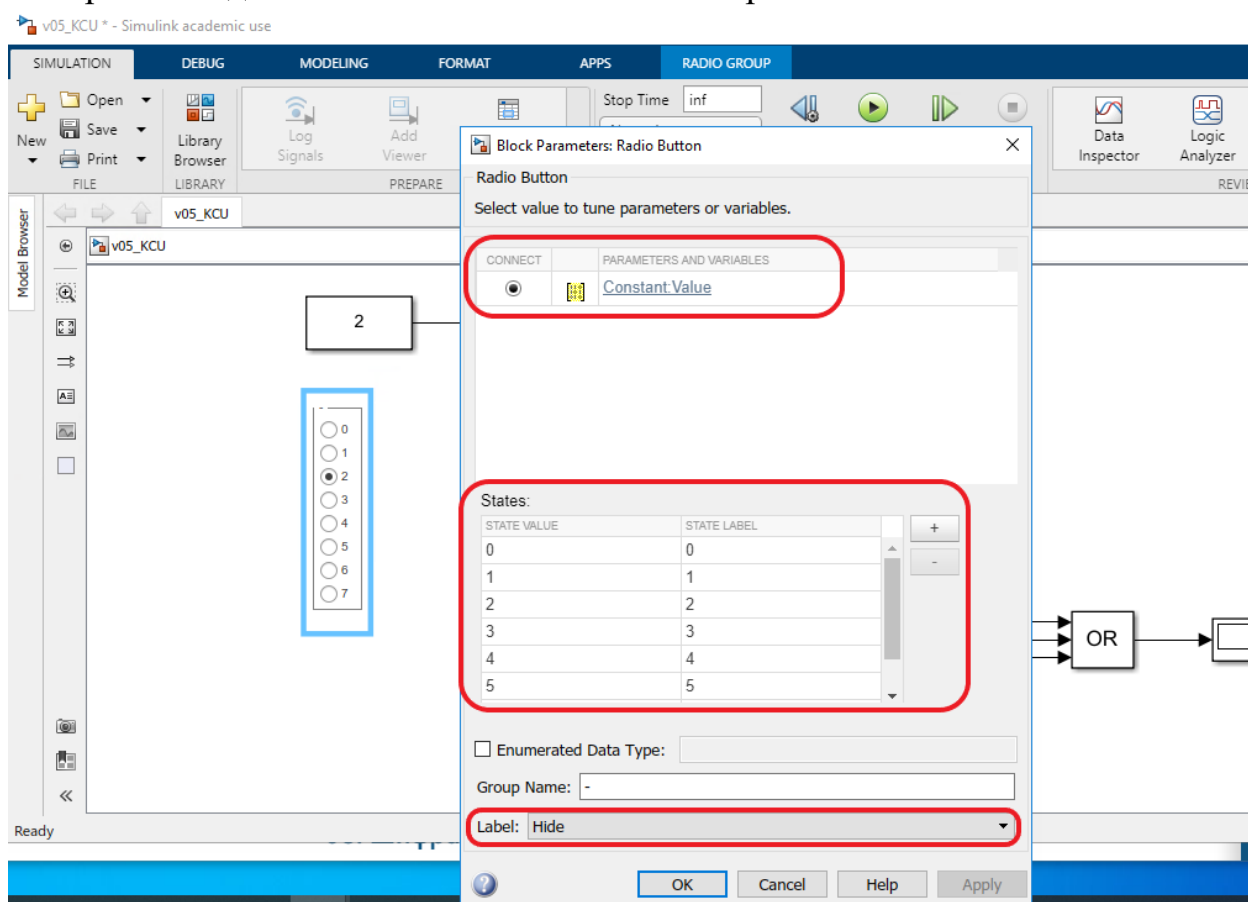 v05_KCU * - Simulink academic use
SIMULATION DEBUG MODELING FORMAT APPS RADIO GROUP
New
Open
Save
Print
FILE
Library
Browser
LIBRARY
Log
Signals
Add
Viewer
PREPARE
Stop Time inf
Data
Inspector
Logic
Analyzer
REVIE
Model Browser
v05_KCU
v05_KCU
2
0
1
2
3
4
5
6
7
OR
Ready
Block Parameters: Radio Button
Radio Button
Select value to tune parameters or variables.
CONNECT PARAMETERS AND VARIABLES
Constant:Value
States:
STATE VALUE STATE LABEL
0 0
1 1
2 2
3 3
4 4
5 5
+
-
Enumerated Data Type:
Group Name: -
Label: Hide
OK Cancel Help Apply